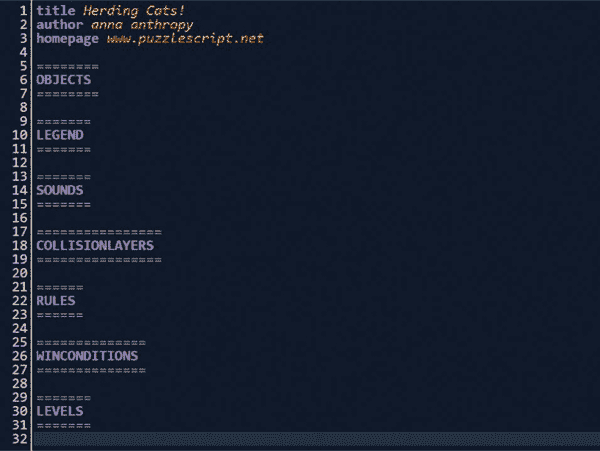 1 title Herding Cats!
2 author anna anthropy
3 homepage www.puzzlescript.net
4
5 ========
6 OBJECTS
7 ========
8
9 =======
10 LEGEND
11 =======
12
13 =======
14 SOUNDS
15 =======
16
17 ================
18 COLLISIONLAYERS
19 ================
20
21 ======
22 RULES
23 ======
24
25 ==============
26 WINCONDITIONS
27 ==============
28
29 =======
30 LEVELS
31 =======
32